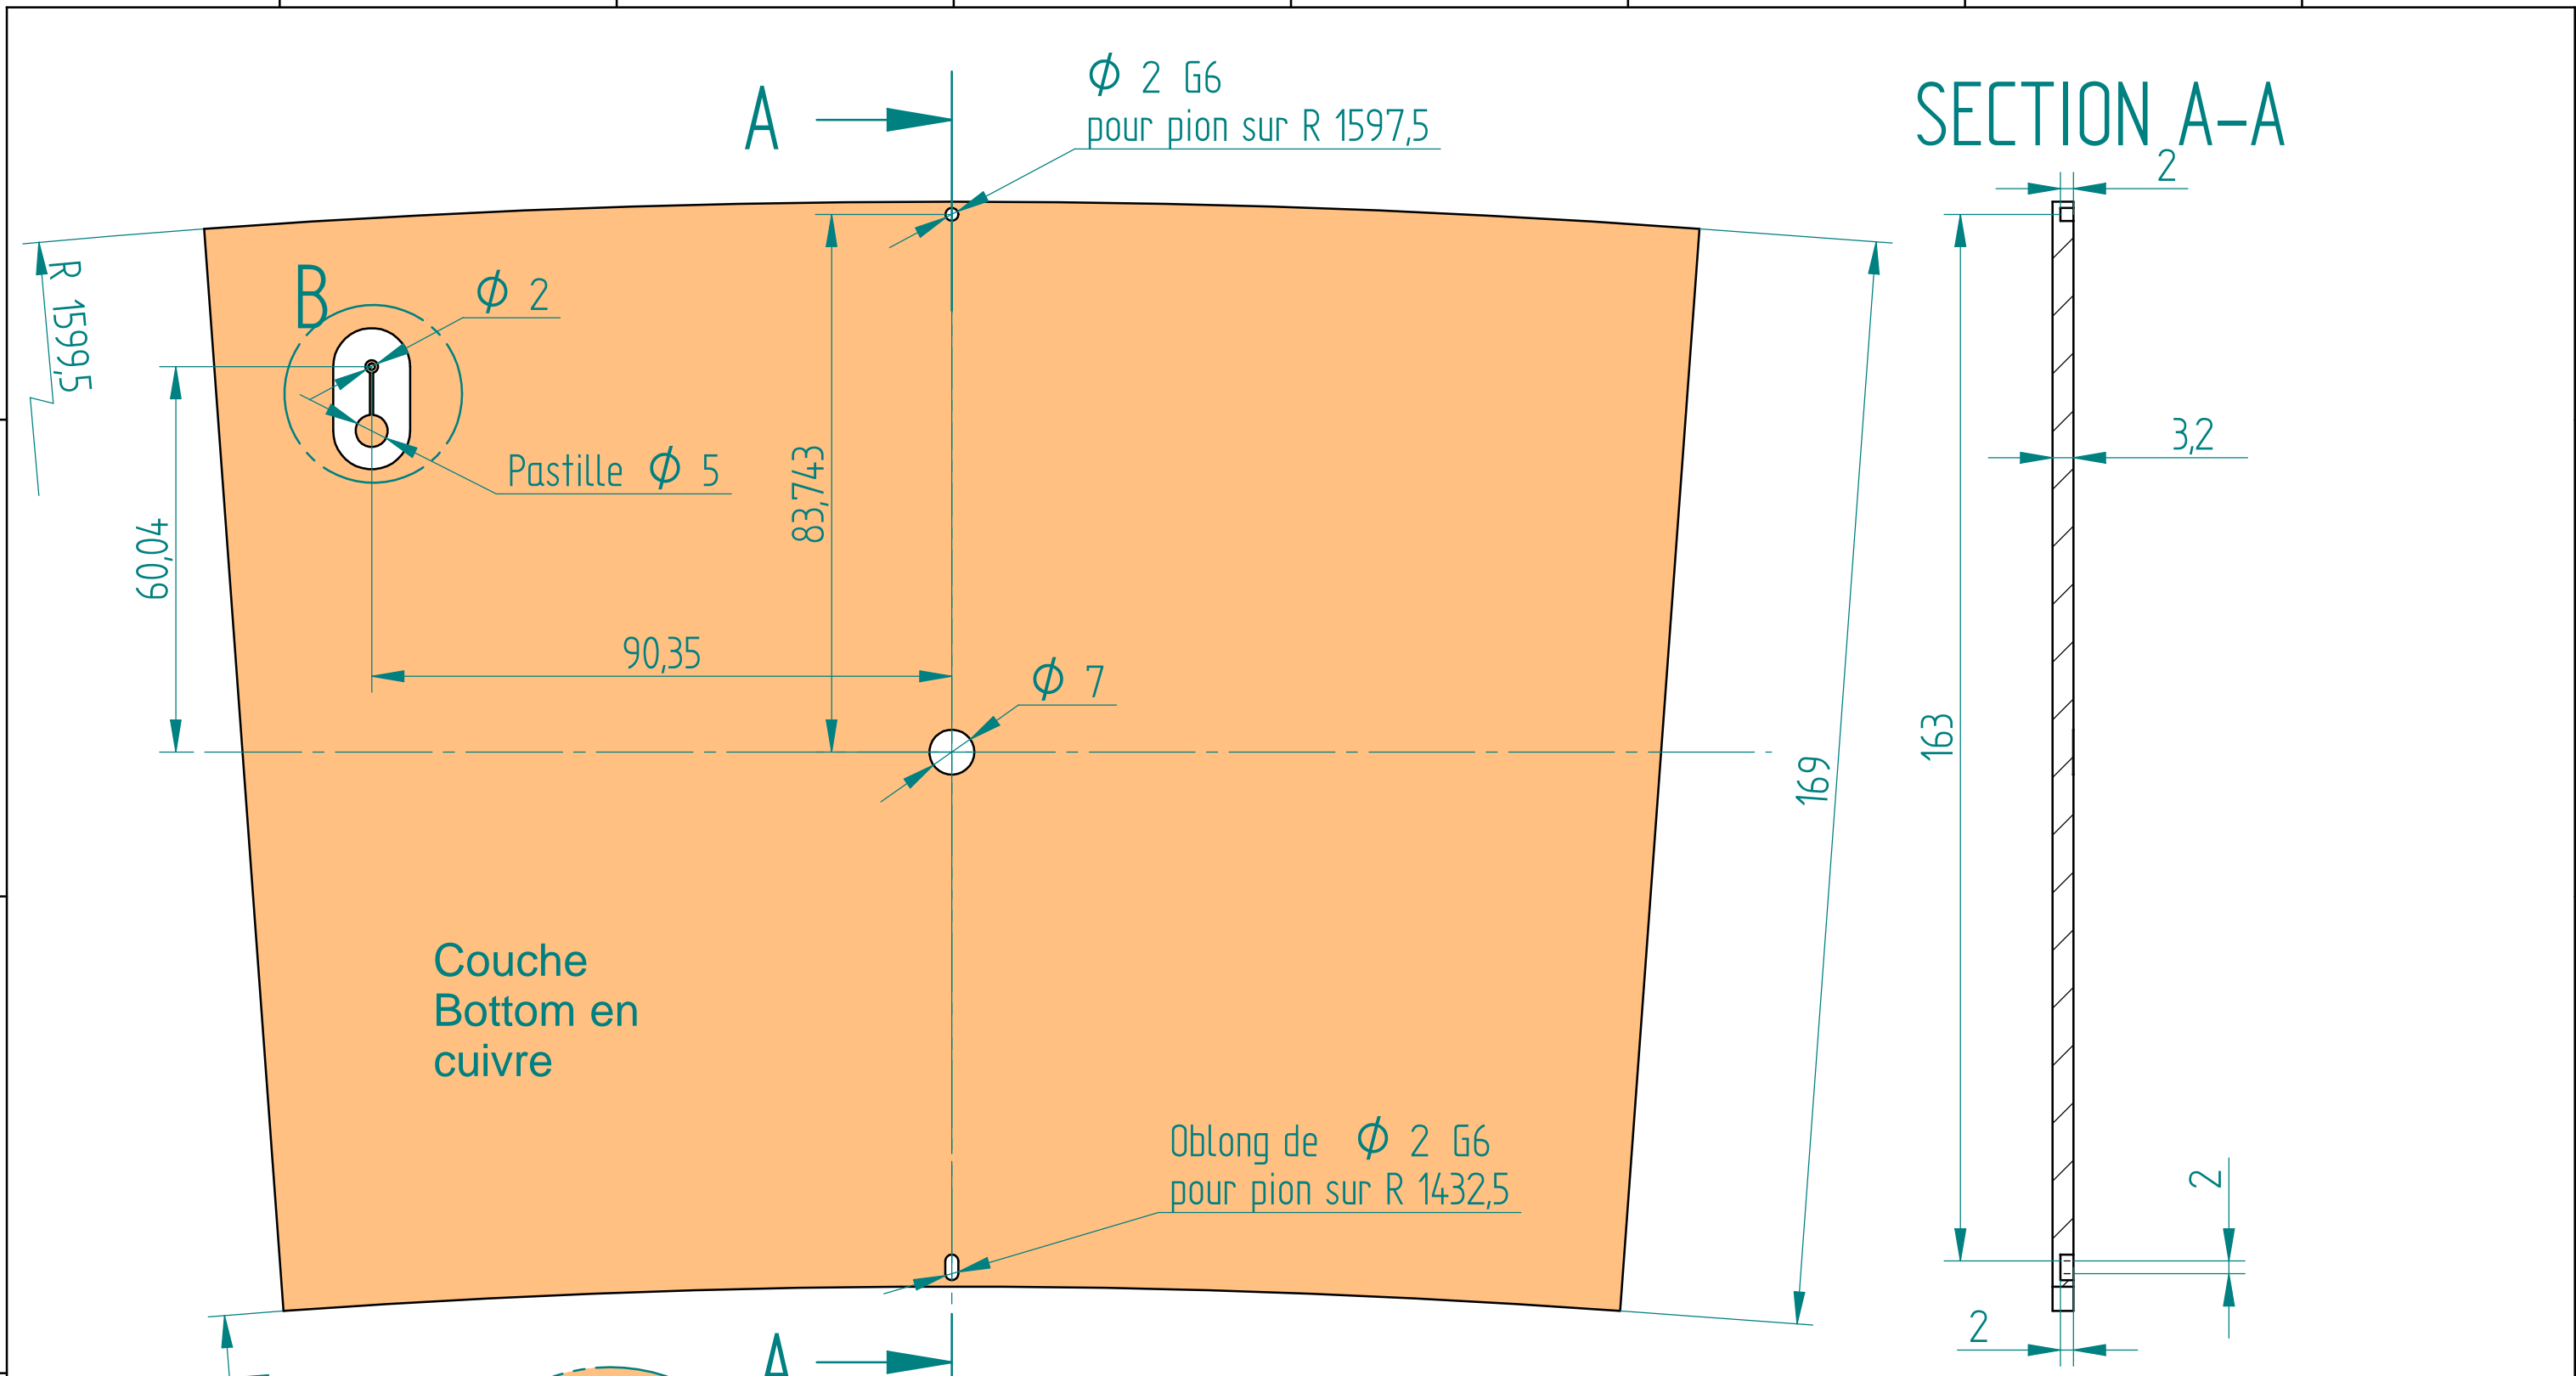 A
Φ 2 G6
pour pion sur R 1597,5
SECTION A-A
2
R 1599,5
B
Φ 2
Pastille Φ 5
83,743
3,2
60,04
90,35
Φ 7
163
169
Couche
Bottom en
cuivre
Oblong de Φ 2 G6
pour pion sur R 1432,5
2
2
A